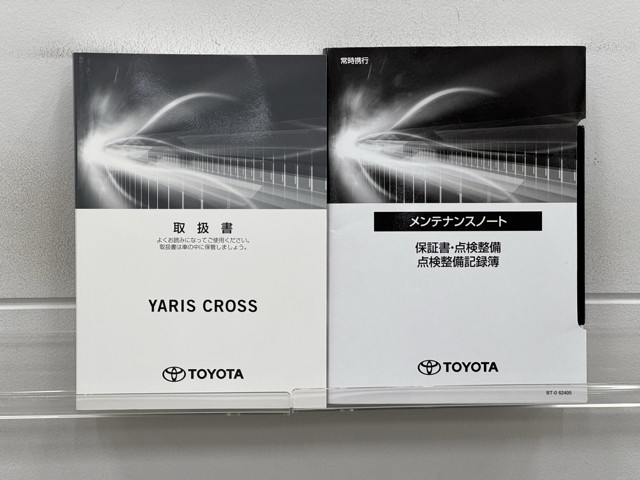 取扱書
よくお読みになってご使用ください。
取扱書は車の中に保管しましょう。
YARIS CROSS
TOYOTA
常時携行
メンテナンスノート
保証書・点検整備
点検整備記録簿
TOYOTA
BT-0 62405